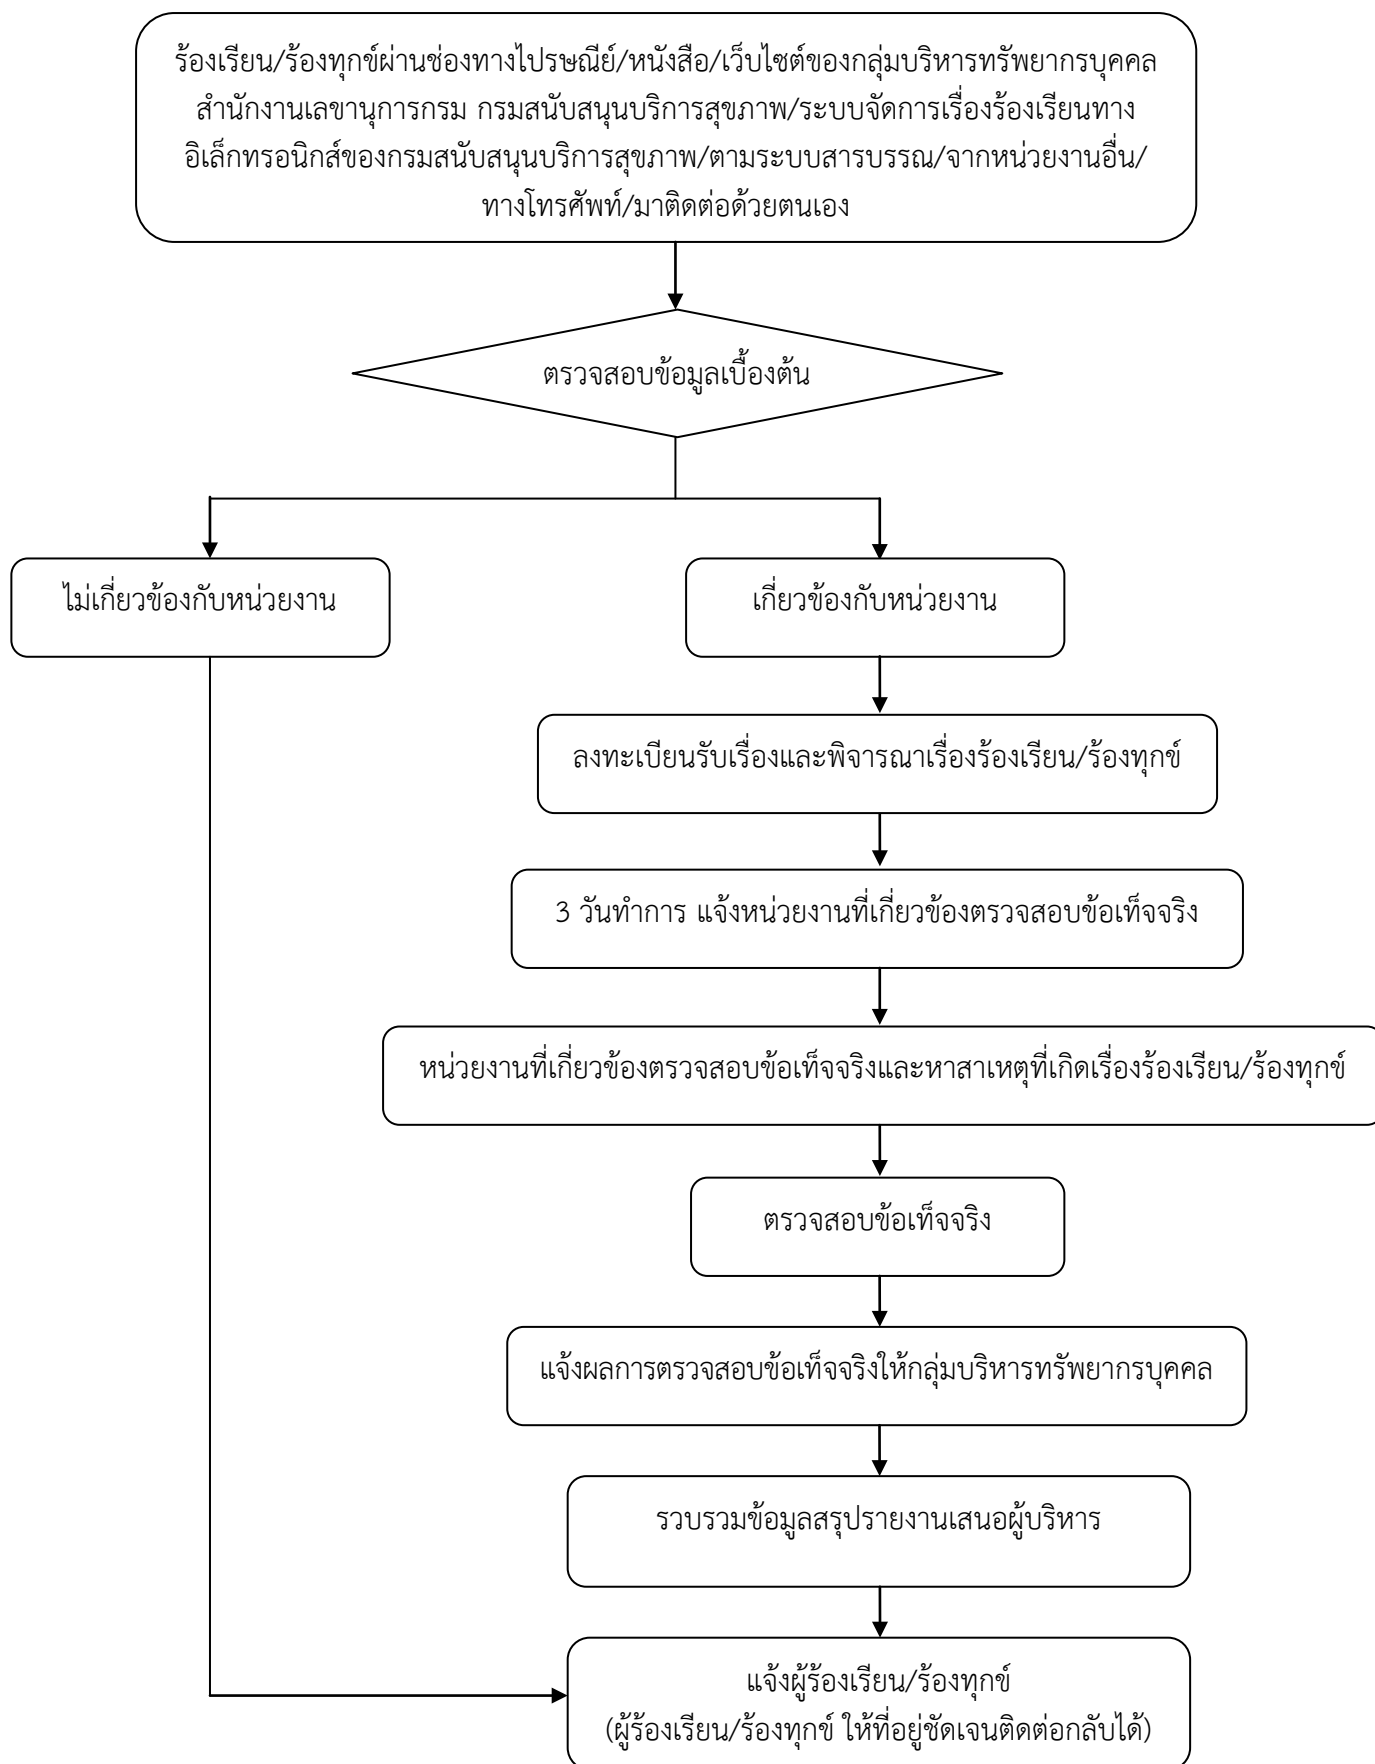 ร้องเรียน/ร้องทุกข์ผ่านช่องทางไปรษณีย์/หนังสือ/เว็บไซต์ของกลุ่มบริหารทรัพยากรบุคคล
สำนักงานเลขานุการกรม กรมสนับสนุนบริการสุขภาพ/ระบบจัดการเรื่องร้องเรียนทาง
อิเล็กทรอนิกส์ของกรมสนับสนุนบริการสุขภาพ/ตามระบบสารบรรณ/จากหน่วยงานอื่น/
ทางโทรศัพท์/มาติดต่อด้วยตนเอง
ตรวจสอบข้อมูลเบื้องต้น
ไม่เกี่ยวข้องกับหน่วยงาน
เกี่ยวข้องกับหน่วยงาน
ลงทะเบียนรับเรื่องและพิจารณาเรื่องร้องเรียน/ร้องทุกข์
3 วันทำการ แจ้งหน่วยงานที่เกี่ยวข้องตรวจสอบข้อเท็จจริง
หน่วยงานที่เกี่ยวข้องตรวจสอบข้อเท็จจริงและหาสาเหตุที่เกิดเรื่องร้องเรียน/ร้องทุกข์
ตรวจสอบข้อเท็จจริง
แจ้งผลการตรวจสอบข้อเท็จจริงให้กลุ่มบริหารทรัพยากรบุคคล
รวบรวมข้อมูลสรุปรายงานเสนอผู้บริหาร
แจ้งผู้ร้องเรียน/ร้องทุกข์
(ผู้ร้องเรียน/ร้องทุกข์ ให้ที่อยู่ชัดเจนติดต่อกลับได้)